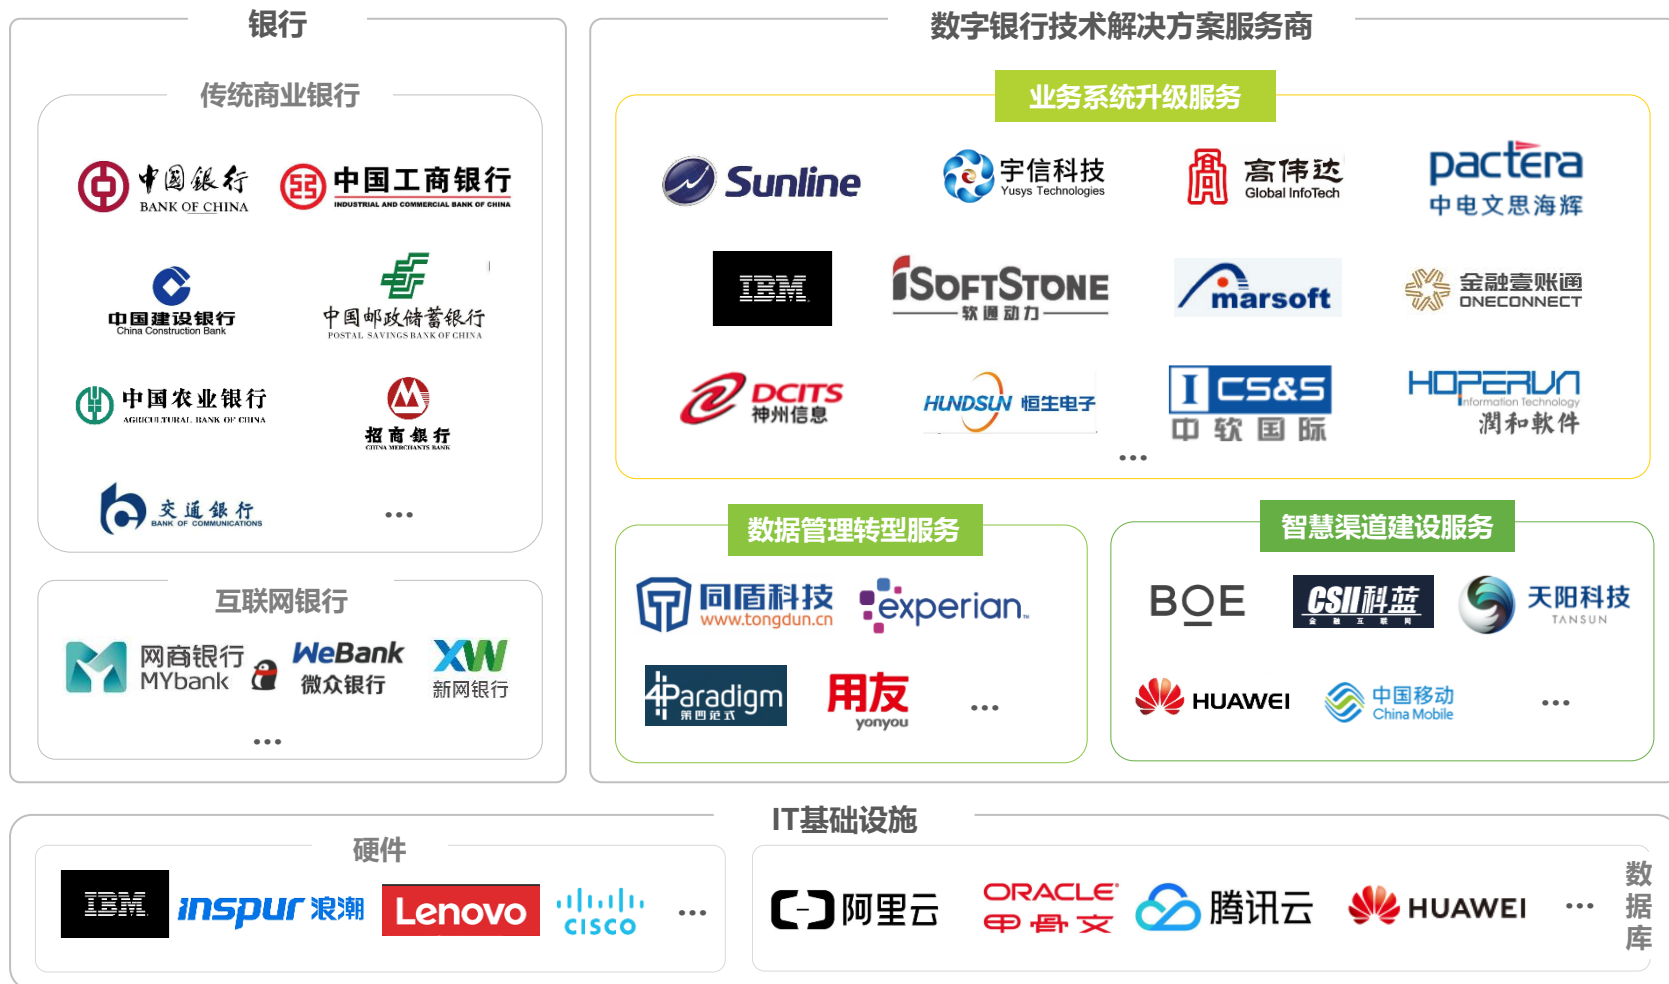 银行
传统商业银行
中國銀行
BANK OF CHINA
中国工商银行
INDUSTRIAL AND COMMERCIAL BANK OF CHINA
中国建设银行
China Construction Bank
中国邮政储蓄银行
POSTAL SAVINGS BANK OF CHINA
中国农业银行
AGRICULTURAL BANK OF CHINA
招商银行
CHINA MERCHANTS BANK
交通銀行
BANK OF COMMUNICATIONS
...
互联网银行
网商银行
MYbank
WeBank
微众银行
XW
新网银行
...
数字银行技术解决方案服务商
业务系统升级服务
Sunline
宇信科技
Yusys Technologies
高伟达
Global InfoTech
pactera
中电文思海辉
IBM
iSOFTSTONE
软通动力
marsoft
金融壹账通
ONECONNECT
DCITS
神州信息
HUNDSUN 恒生电子
I CS&S
中软国际
HOPERUN
Information Technology
潤和軟件
...
数据管理转型服务
同盾科技
www.tongdun.cn
experian™
4Paradigm
第四范式
用友
yonyou
...
智慧渠道建设服务
BOE
CSII科蓝
金融互联网
天阳科技
TANSUN
HUAWEI
中国移动
China Mobile
...
IT基础设施
硬件
IBM
inspur 浪潮
Lenovo
CISCO
...
数据库
阿里云
ORACLE
甲骨文
腾讯云
HUAWEI
...